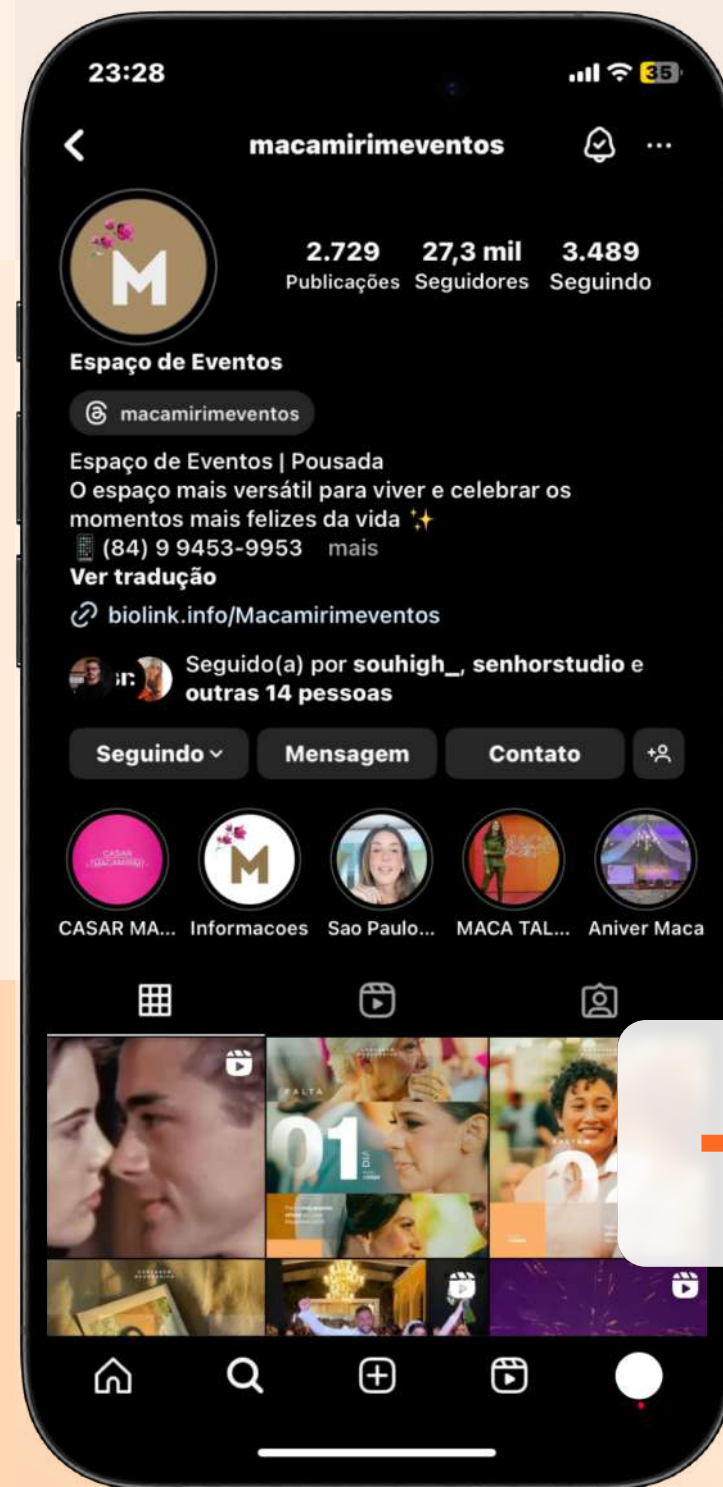 23:28
35
macamirimeventos
M
2.729 27,3 mil 3.489
Publicações Seguidores Seguindo
Espaço de Eventos
macamirimeventos
Espaço de Eventos | Pousada
O espaço mais versátil para viver e celebrar os
momentos mais felizes da vida ✨
📱 (84) 9 9453-9953 mais
Ver tradução
biolink.info/Macamirimeventos
Seguido(a) por souhigh_, senhorstudio e
outras 14 pessoas
Seguindo Mensagem Contato
CASAR
M
CASAR MA... Informacoes Sao Paulo... MACA TAL... Aniver Maca
FALTA
01
DIA